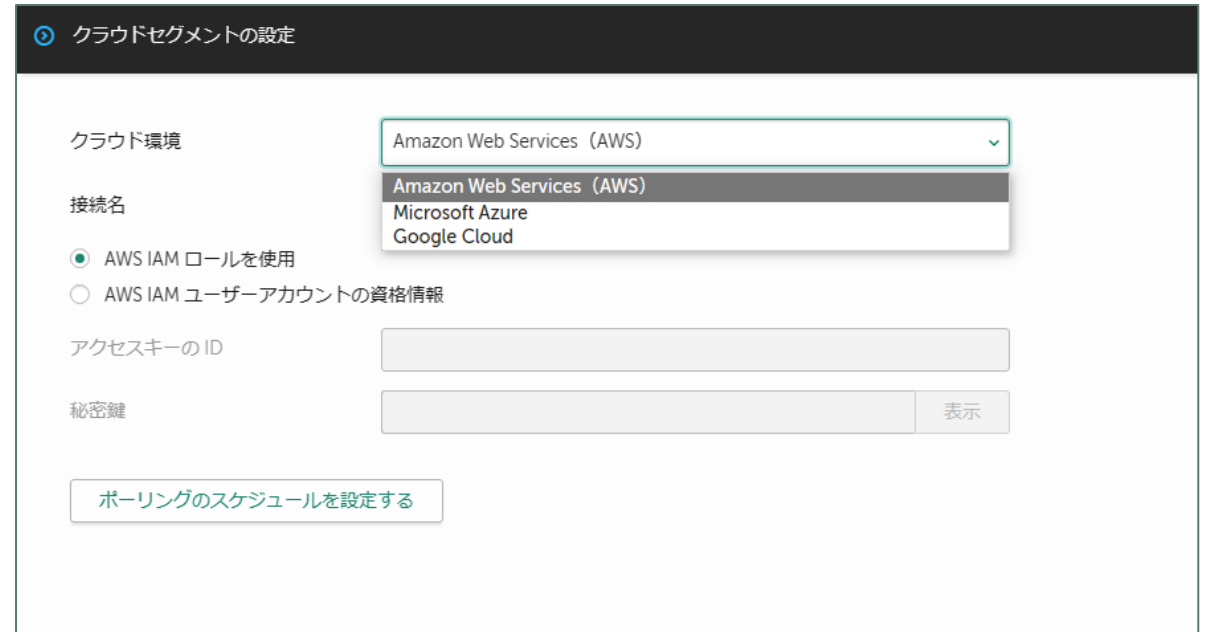 クラウドセグメントの設定
クラウド環境
Amazon Web Services（AWS）
Amazon Web Services（AWS）
Microsoft Azure
Google Cloud
接続名
AWS IAM ロールを使用
AWS IAM ユーザーアカウントの資格情報
アクセスキーの ID
秘密鍵
表示
ポーリングのスケジュールを設定する